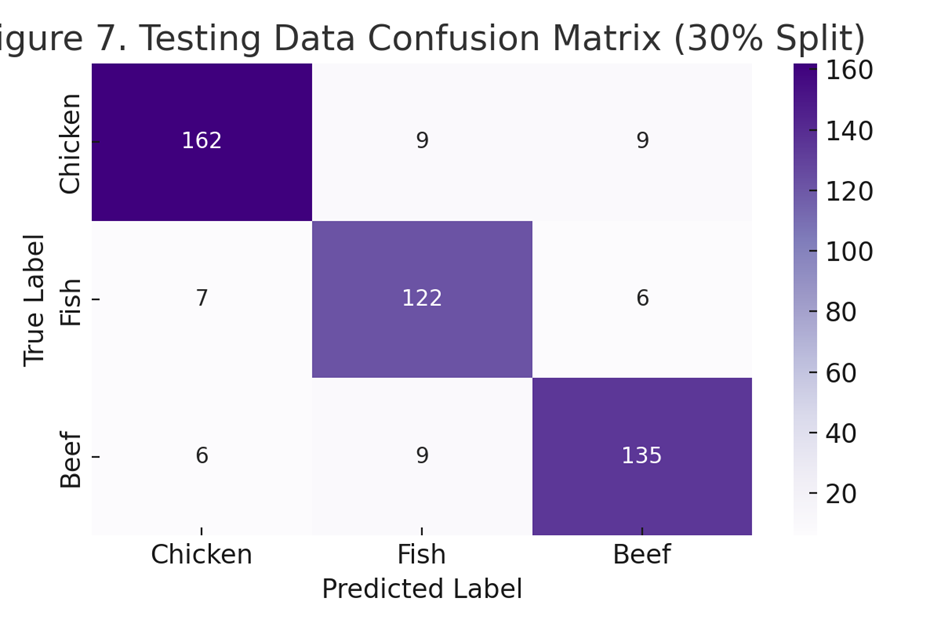 igure 7. Testing Data Confusion Matrix (30% Split)
True Label
Chicken
Fish
Beef
162 9 9
7 122 6
6 9 135
Chicken Fish Beef
Predicted Label
160
140
120
100
80
60
40
20